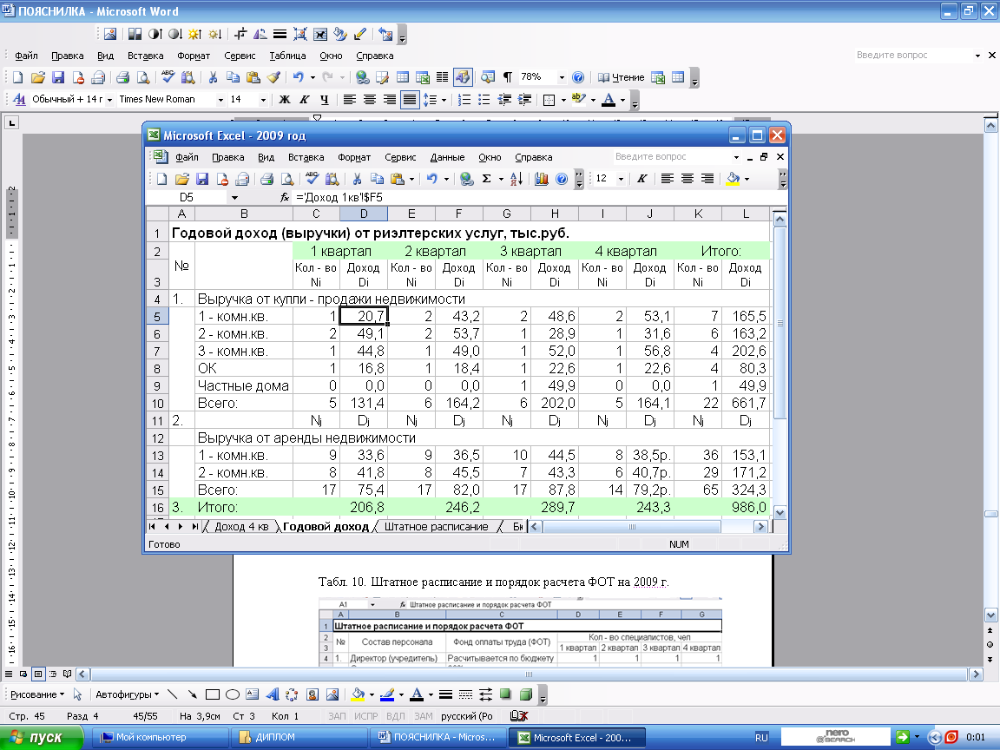 ПОЯСНИЛКА - Microsoft Word
Файл Правка Вид Вставка Формат Сервис Таблица Окно Справка Введите вопрос
78% Чтение
Обычный + 14 г Times New Roman 14 Ж К Ч
Microsoft Excel - 2009 год
Файл Правка Вид Вставка Формат Сервис Данные Окно Справка Введите вопрос
12 К
D5 fx ='Доход 1кв'!$F5
A B C D E F G H I J K L
1 Годовой доход (выручки) от риэлтерских услуг, тыс.руб.
2 № 1 квартал 2 квартал 3 квартал 4 квартал Итого:
Кол - во Доход Кол - во Доход Кол - во Доход Кол - во Доход Кол - во Доход
3 Ni Di Ni Di Ni Di Ni Di Ni Di
4 1. Выручка от купли - продажи недвижимости
5 1 - комн.кв. 1 20,7 2 43,2 2 48,6 2 53,1 7 165,5
6 2 - комн.кв. 2 49,1 2 53,7 1 28,9 1 31,6 6 163,2
7 3 - комн.кв. 1 44,8 1 49,0 1 52,0 1 56,8 4 202,6
8 ОК 1 16,8 1 18,4 1 22,6 1 22,6 4 80,3
9 Частные дома 0 0,0 0 0,0 1 49,9 0 0,0 1 49,9
10 Всего: 5 131,4 6 164,2 6 202,0 5 164,1 22 661,7
11 2. Nj Dj Nj Dj Nj Dj Nj Dj Nj Dj
12 Выручка от аренды недвижимости
13 1 - комн.кв. 9 33,6 9 36,5 10 44,5 8 38,5р. 36 153,1
14 2 - комн.кв. 8 41,8 8 45,5 7 43,3 6 40,7р. 29 171,2
15 Всего: 17 75,4 17 82,0 17 87,8 14 79,2р. 65 324,3
16 3. Итого: 206,8 246,2 289,7 243,3 986,0
Доход 4 кв Годовой доход Штатное расписание
Готово NUM
Табл. 10. Штатное расписание и порядок расчета ФОТ на 2009 г.
A1 fx Штатное расписание и порядок расчета ФОТ
A B C D E F G
1 Штатное расписание и порядок расчета ФОТ
2 № Состав персонала Фонд оплаты труда (ФОТ) Кол - во специалистов, чел
3 1 квартал 2 квартал 3 квартал 4 квартал
4 1. Директор (учредитель) Расчитывается по бюджету 1 1 1 1
Рисование Автофигуры
Стр. 45 Разд 4 45/55 На 3,9см Ст 3 Кол 1 ЗАП ИСПР ВДЛ ЗАМ русский (Ро
пуск Мой компьютер ДИПЛОМ ПОЯСНИЛКА - Micros... Microsoft Excel - 200... RU nero SEARCH 0:01